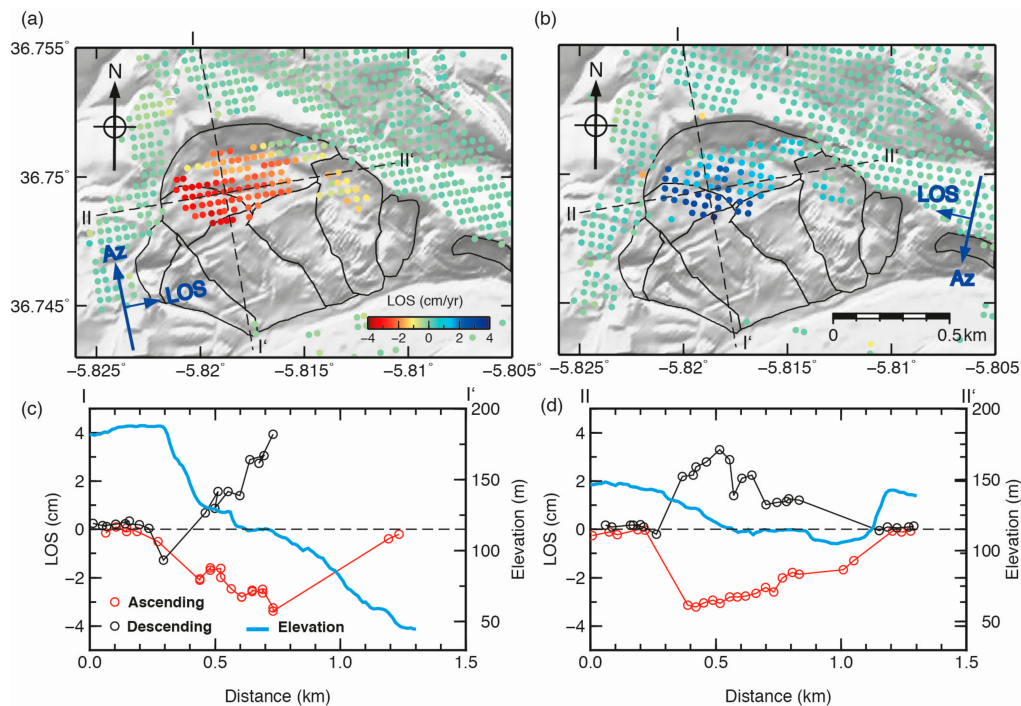 (a)
I
(b)
I
36.755°
N
N
36.75°
II'
II'
II
II
LOS
Az
LOS
Az
36.745°
LOS (cm/yr)
−4 −2 0 2 4
0 0.5 km
I'
I'
−5.825° −5.82° −5.815° −5.81° −5.805°
−5.825° −5.82° −5.815° −5.81° −5.805°
(c) I I' (d) II II'
4 200 4 200
2 150 2 150
LOS (cm) 0 Elevation (m) LOS (cm) 0 Elevation (m)
100 100
−2 −2
Ascending
Descending Elevation
−4 50 −4 50
0.0 0.5 1.0 1.5 0.0 0.5 1.0 1.5
Distance (km) Distance (km)